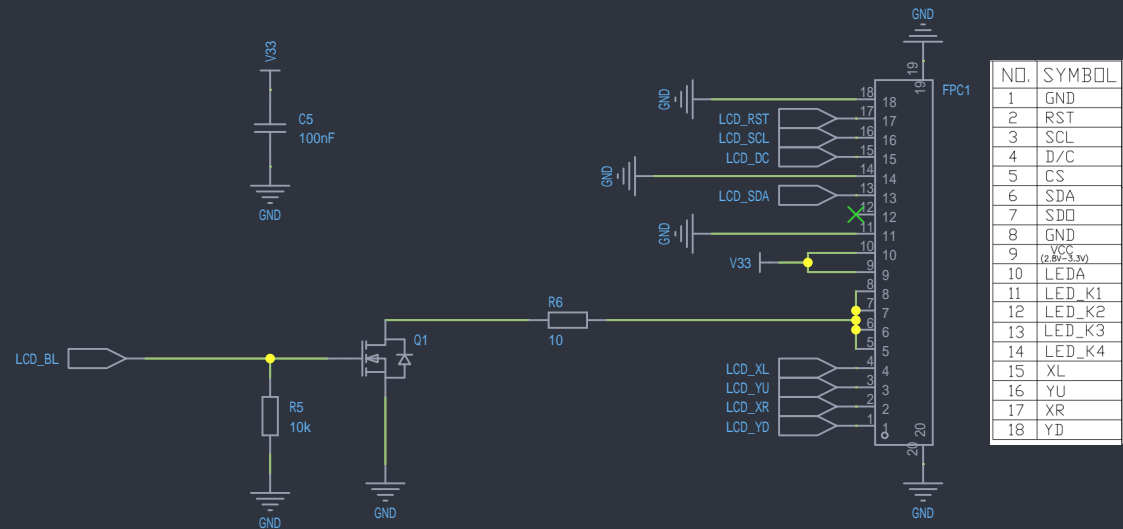 GND
V33
C5
100nF
GND
19
19
FPC1
GND
18
18
LCD_RST
17
17
LCD_SCL
16
16
LCD_DC
15
15
GND
14
14
LCD_SDA
13
13
12
12
GND
11
11
10
10
V33
9
9
8
8
7
7
6
6
5
5
R6
10
LCD_BL
Q1
R5
10k
GND
GND
LCD_XL
4
4
LCD_YU
3
3
LCD_XR
2
2
LCD_YD
1
1
20
20
GND
NO. SYMBOL
1 GND
2 RST
3 SCL
4 D/C
5 CS
6 SDA
7 SDO
8 GND
9 VCC
(2.8V-3.3V)
10 LEDA
11 LED_K1
12 LED_K2
13 LED_K3
14 LED_K4
15 XL
16 YU
17 XR
18 YD